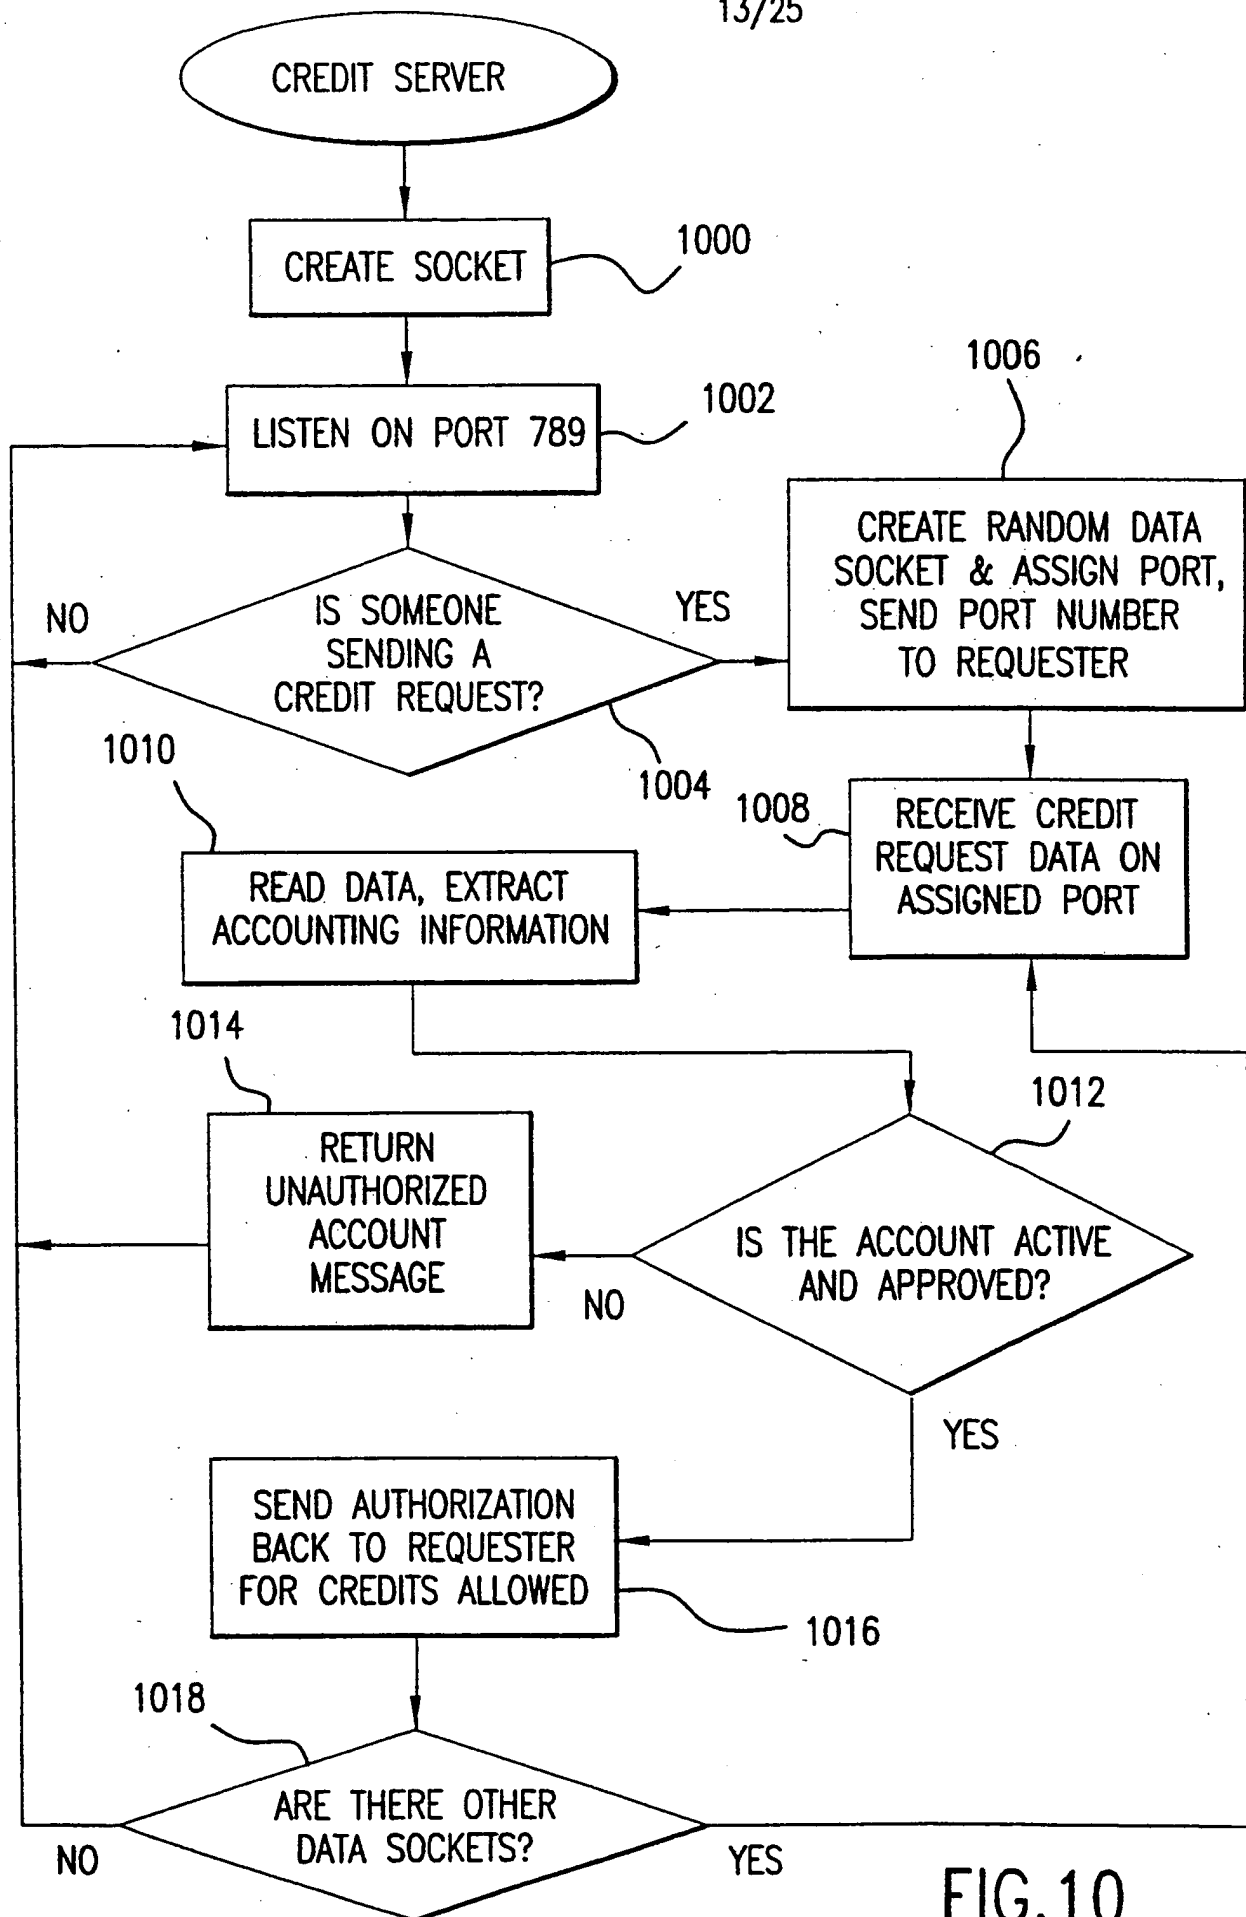 13/25
CREDIT SERVER
CREATE SOCKET
1000
LISTEN ON PORT 789
1002
1006
CREATE RANDOM DATA
SOCKET & ASSIGN PORT,
SEND PORT NUMBER
TO REQUESTER
NO
IS SOMEONE
SENDING A
CREDIT REQUEST?
YES
1004
1010
READ DATA, EXTRACT
ACCOUNTING INFORMATION
1008
RECEIVE CREDIT
REQUEST DATA ON
ASSIGNED PORT
1014
RETURN
UNAUTHORIZED
ACCOUNT
MESSAGE
1012
IS THE ACCOUNT ACTIVE
AND APPROVED?
NO
YES
SEND AUTHORIZATION
BACK TO REQUESTER
FOR CREDITS ALLOWED
1016
1018
ARE THERE OTHER
DATA SOCKETS?
NO
YES
FIG.10